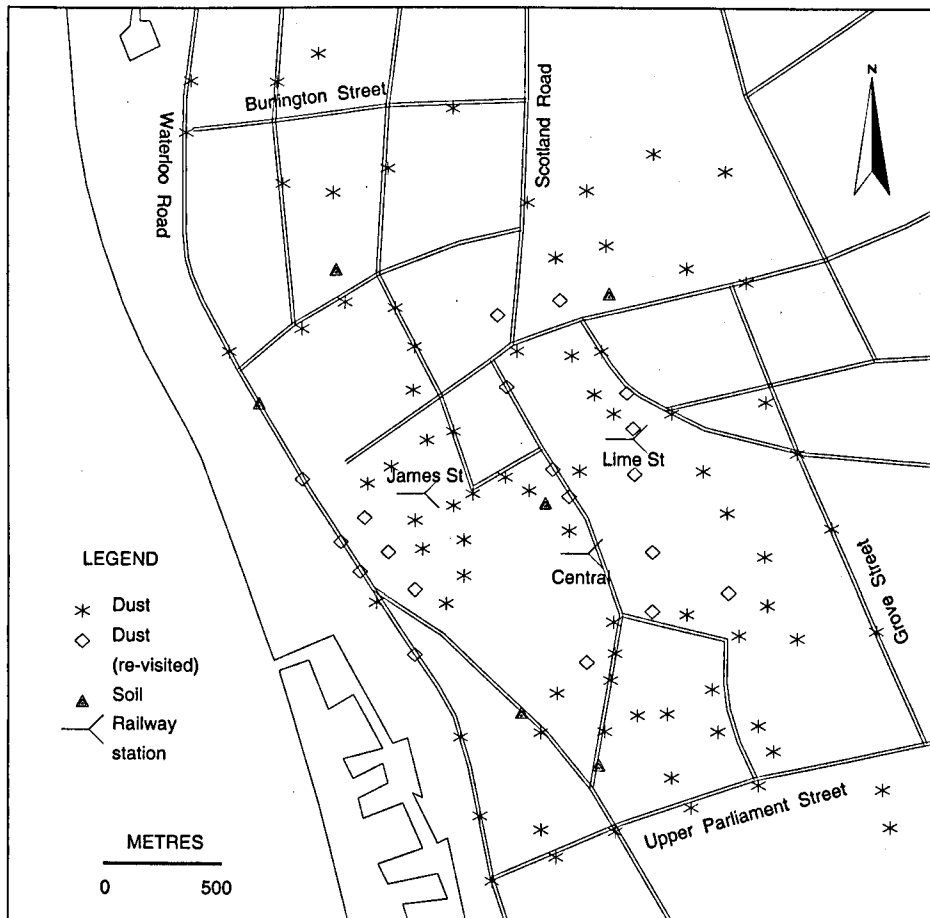 N
Burlington Street
Waterloo Road
Scotland Road
Lime St
James St
Central
Grove Street
Upper Parliament Street
LEGEND
Dust
Dust
(re-visited)
Soil
Railway
station
METRES
0 500